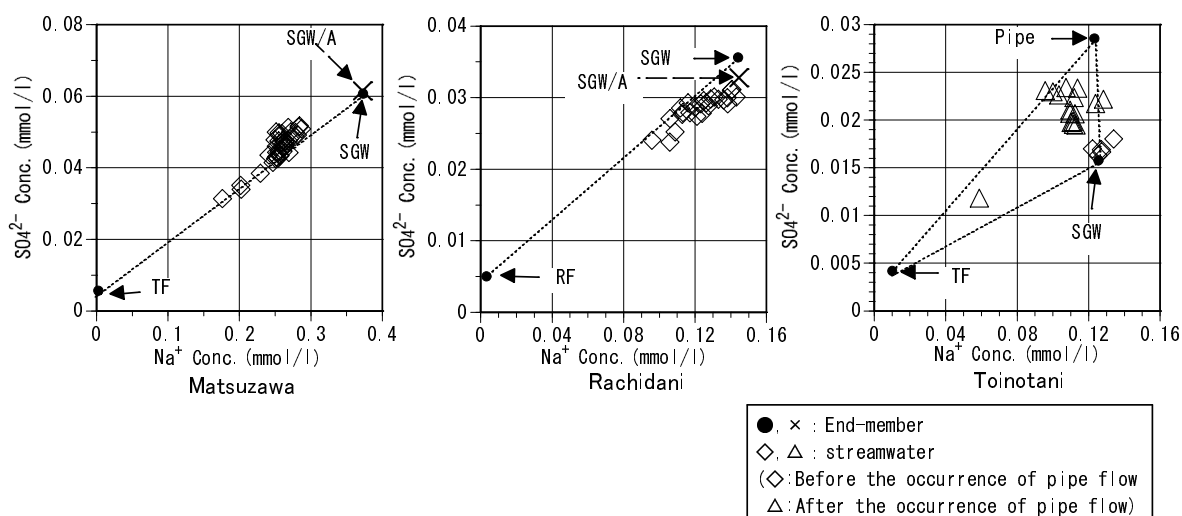 0.08
0.06
0.04
0.02
0
SO4²⁻ Conc. (mmol/l)
SGW/A
SGW
TF
0 0.1 0.2 0.3 0.4
Na⁺ Conc. (mmol/l)
Matsuzawa
0.04
0.03
0.02
0.01
0
SO4²⁻ Conc. (mmol/l)
SGW
SGW/A
RF
0 0.04 0.08 0.12 0.16
Na⁺ Conc. (mmol/l)
Rachidani
0.03
0.025
0.02
0.015
0.01
0.005
0
SO4²⁻ Conc. (mmol/l)
Pipe
SGW
TF
0 0.04 0.08 0.12 0.16
Na⁺ Conc. (mmol/l)
Toinotani
●, × : End-member
◇, △ : streamwater
(◇:Before the occurrence of pipe flow
△:After the occurrence of pipe flow)